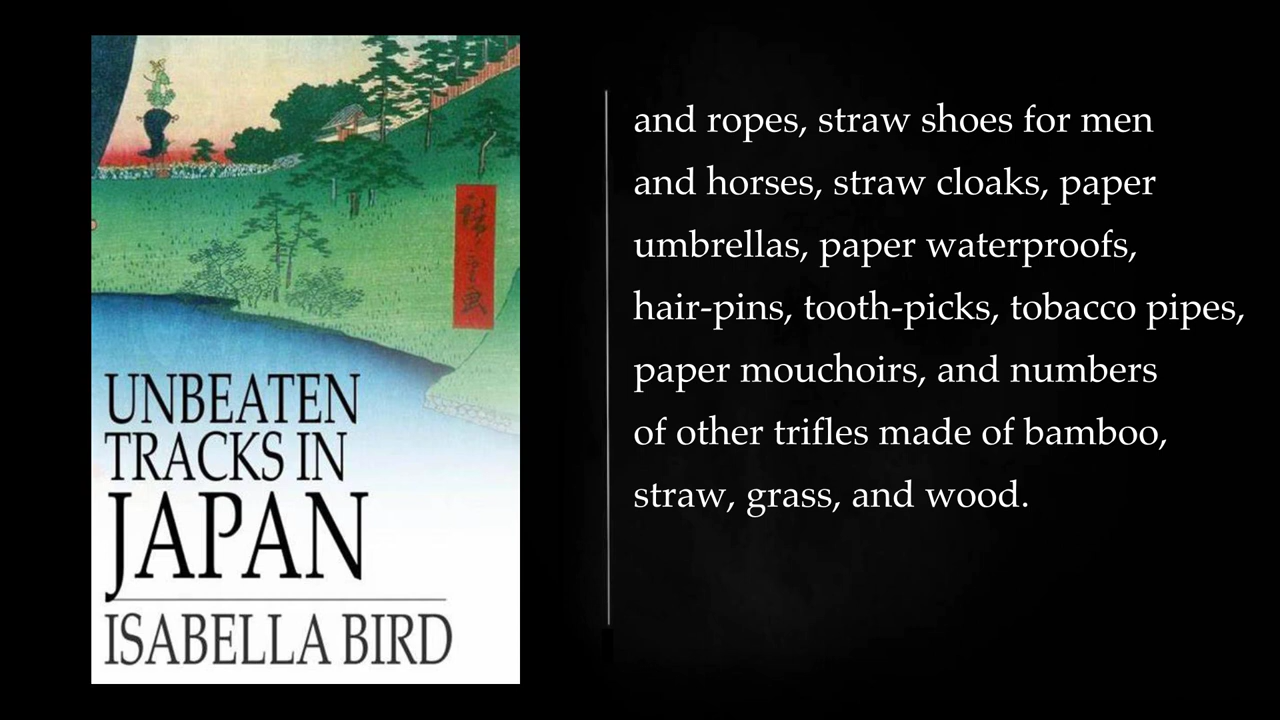 UNBEATEN
TRACKS IN
JAPAN
ISABELLA BIRD
and ropes, straw shoes for men
and horses, straw cloaks, paper
umbrellas, paper waterproofs,
hair-pins, tooth-picks, tobacco pipes,
paper mouchoirs, and numbers
of other trifles made of bamboo,
straw, grass, and wood.